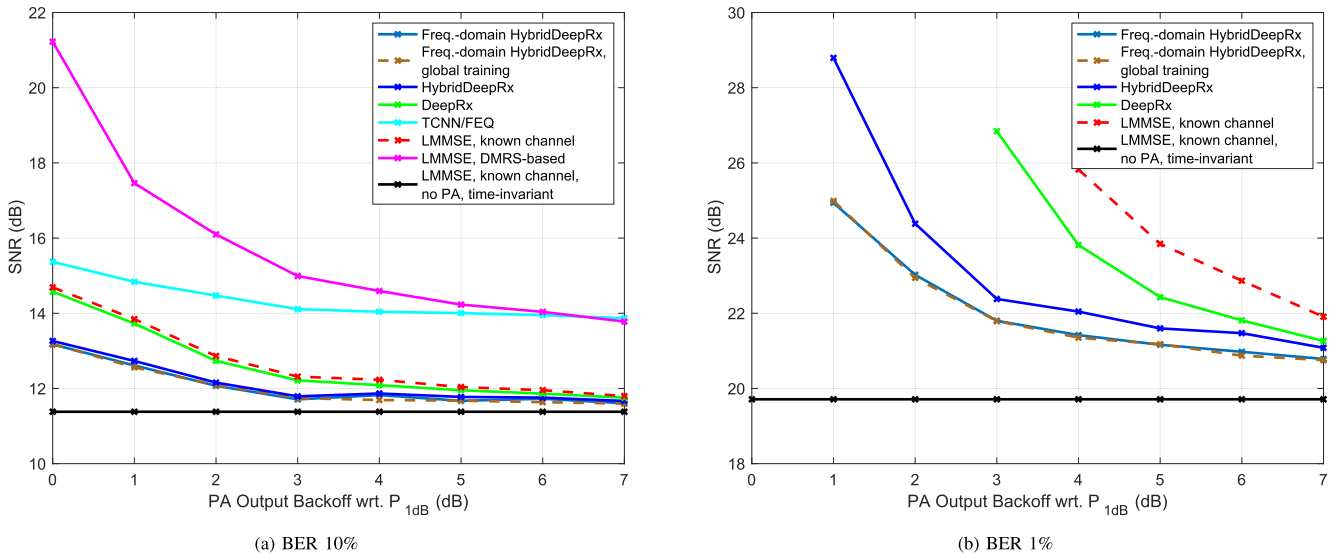 22
20
18
16
14
12
10
SNR (dB)
0 1 2 3 4 5 6 7
PA Output Backoff wrt. P 1dB (dB)
Freq.-domain HybridDeepRx
Freq.-domain HybridDeepRx,
global training
HybridDeepRx
DeepRx
TCNN/FEQ
LMMSE, known channel
LMMSE, DMRS-based
LMMSE, known channel,
no PA, time-invariant
(a) BER 10%
30
28
26
24
22
20
18
SNR (dB)
0 1 2 3 4 5 6 7
PA Output Backoff wrt. P 1dB (dB)
Freq.-domain HybridDeepRx
Freq.-domain HybridDeepRx,
global training
HybridDeepRx
DeepRx
LMMSE, known channel
LMMSE, known channel,
no PA, time-invariant
(b) BER 1%